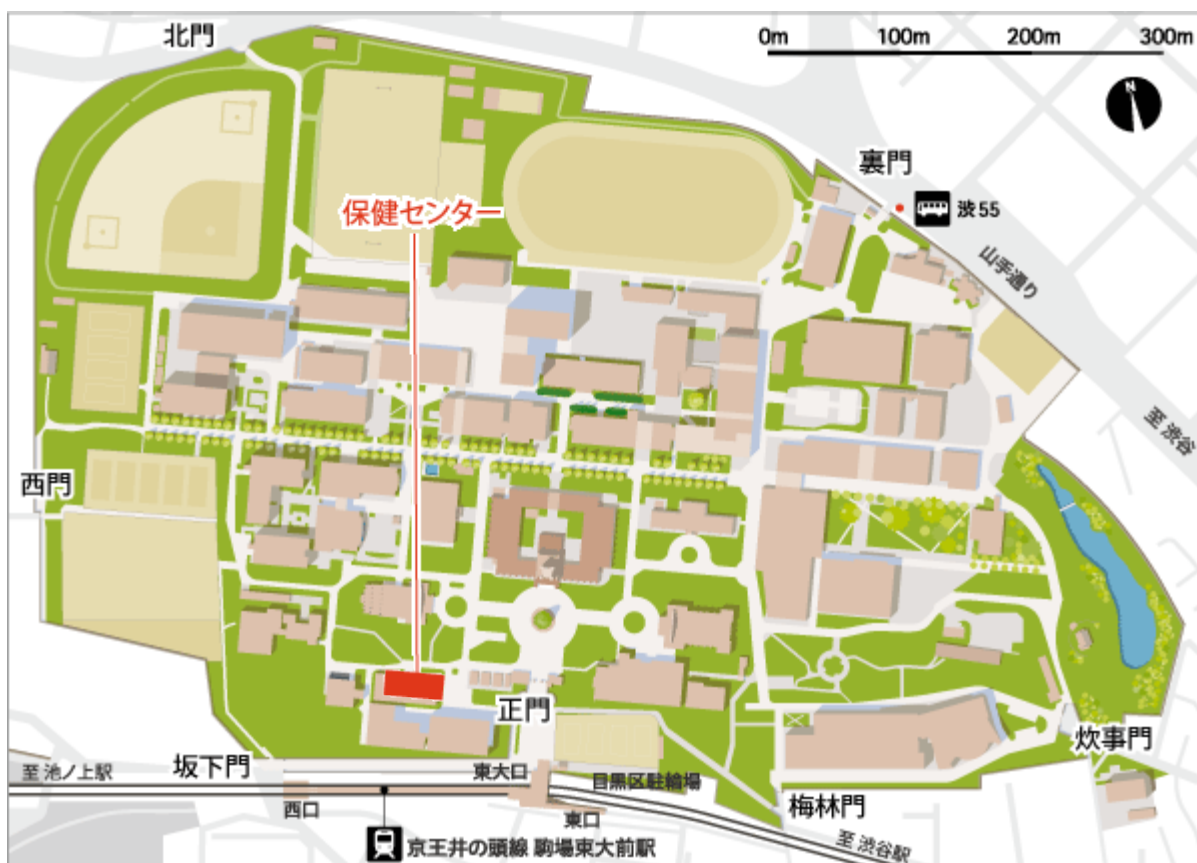 北門
0m 100m 200m 300m
N
裏門
渋55
保健センター
山手通り
至 渋谷
西門
正門
坂下門
炊事門
至 池ノ上駅
東大口
目黒区駐輪場
梅林門
西口
東口
至 渋谷駅
京王井の頭線 駒場東大前駅